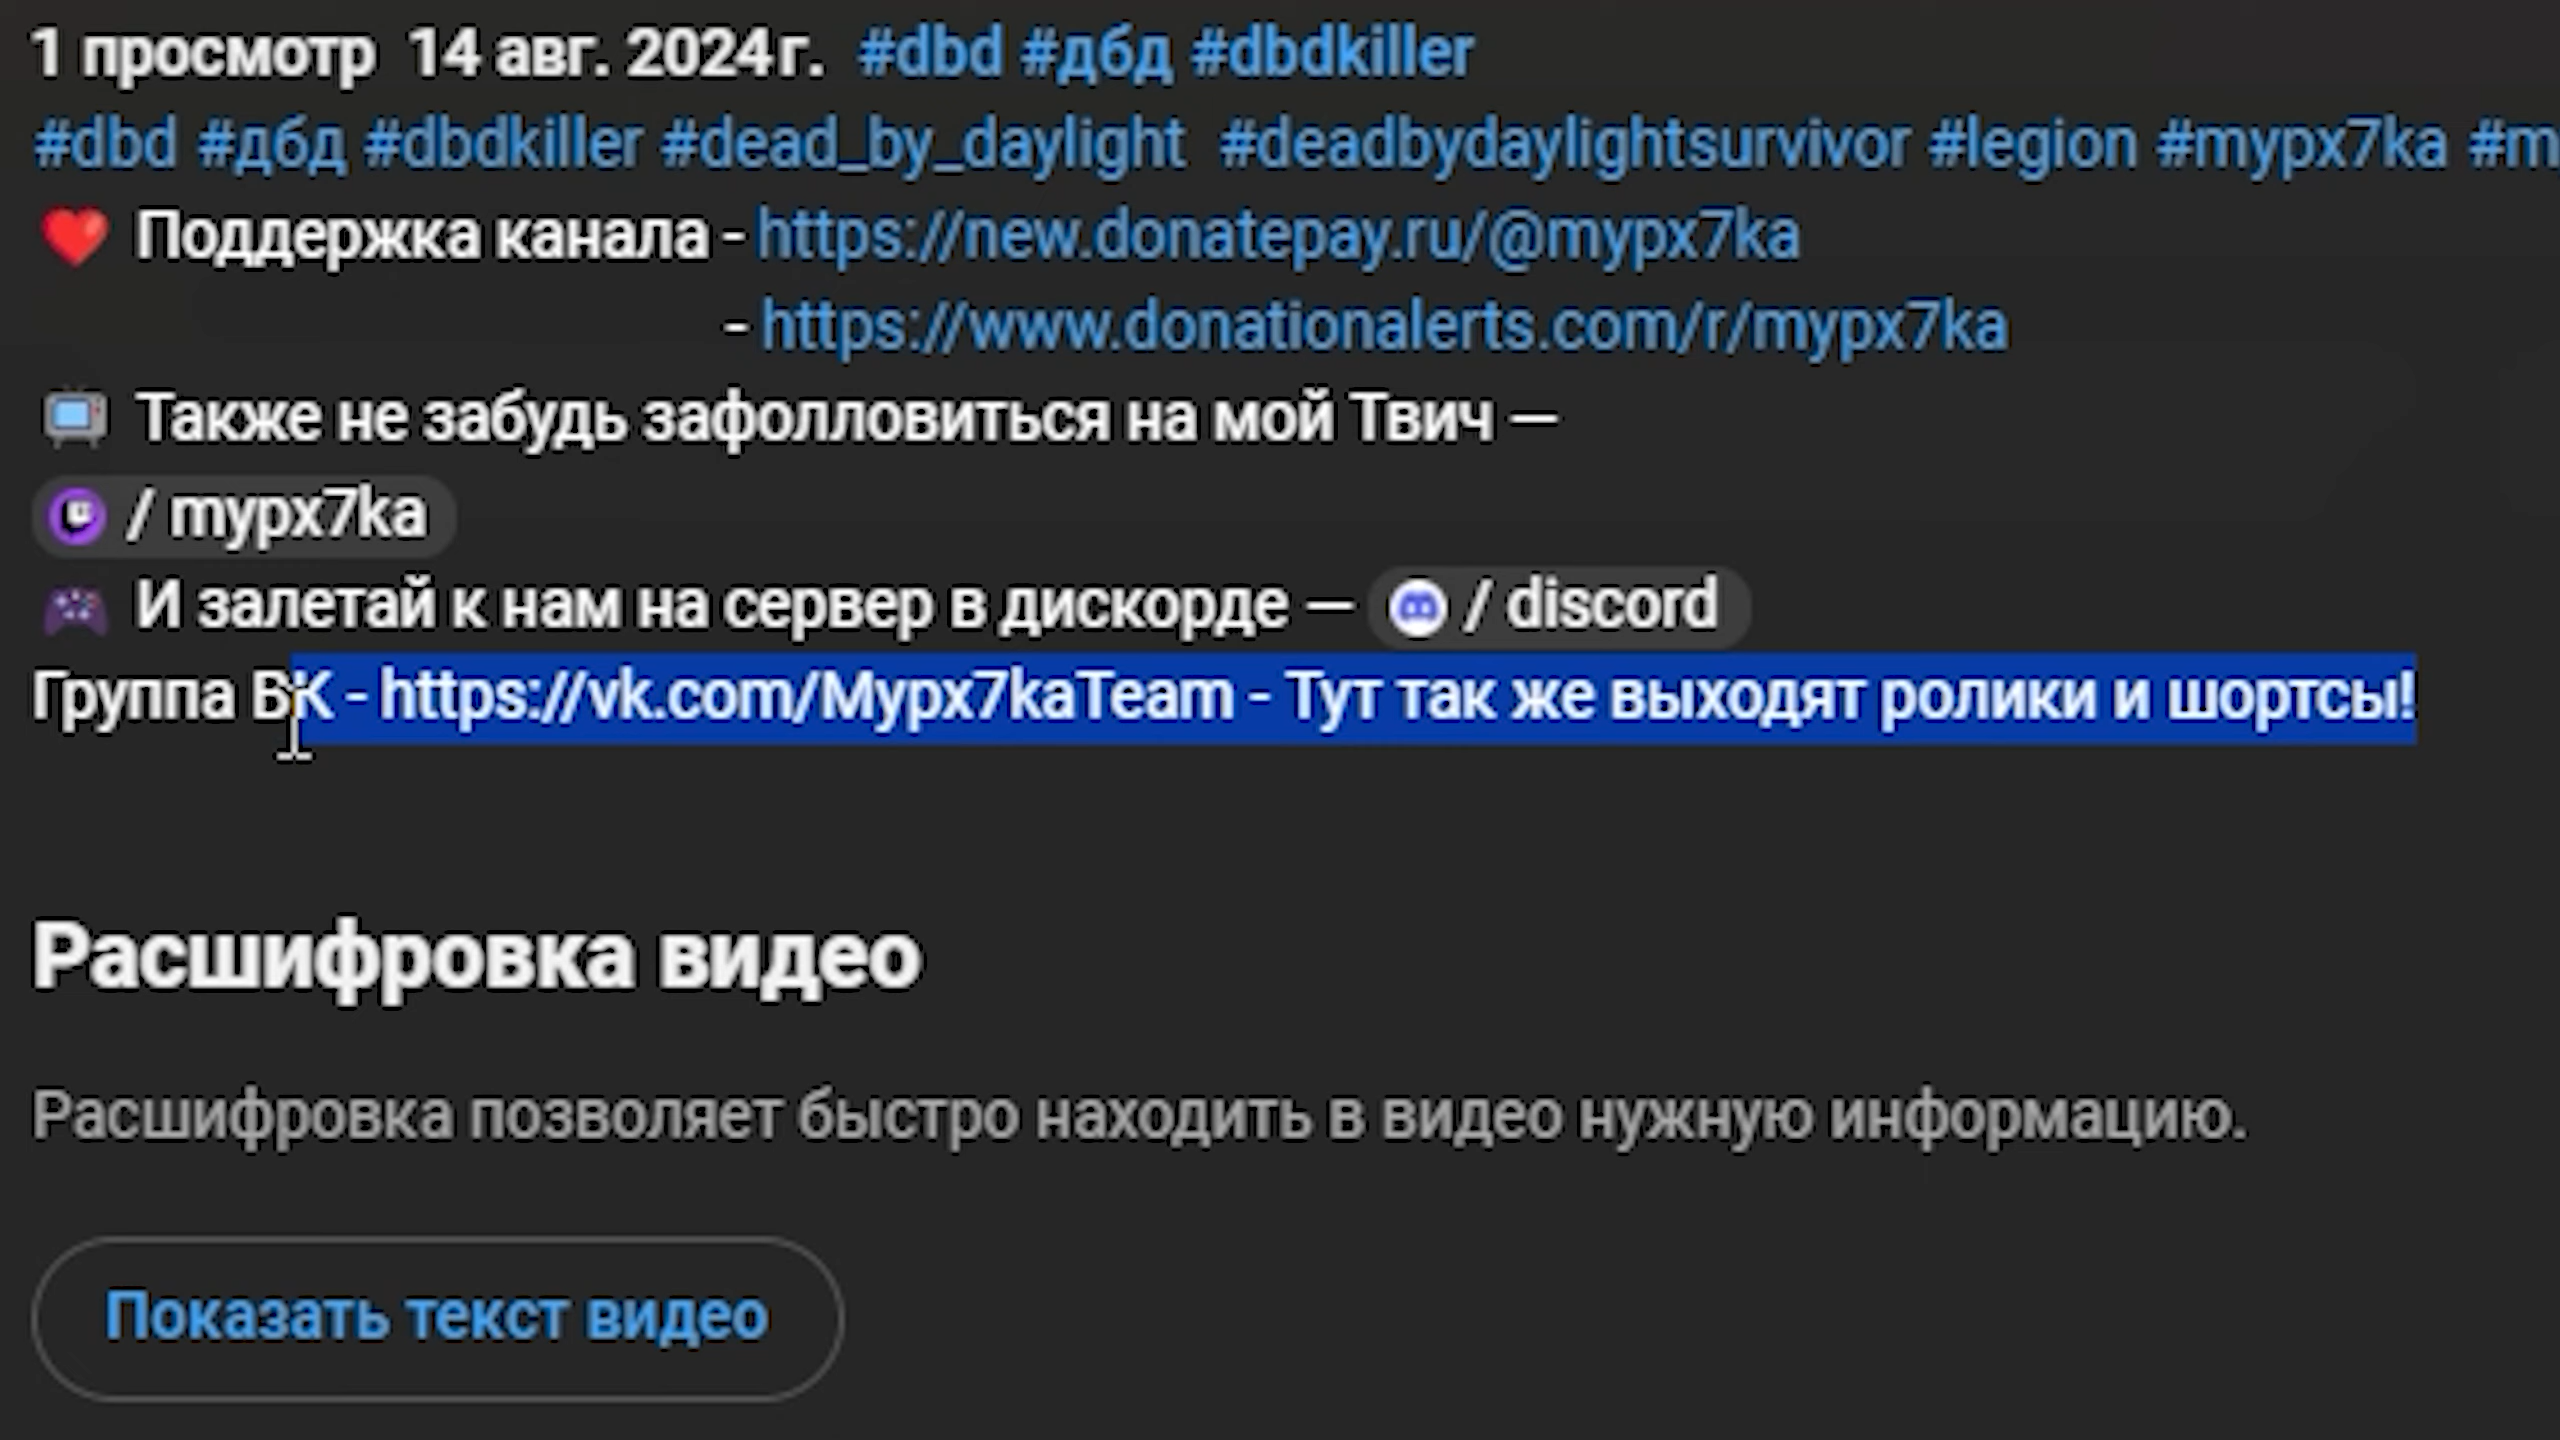 1 просмотр 14 авг. 2024 г. #dbd #дбд #dbdkiller
#dbd #дбд #dbdkiller #dead_by_daylight #deadbydaylightsurvivor #legion #mypx7ka #m
Поддержка канала - https://new.donatepay.ru/@mypx7ka
- https://www.donationalerts.com/r/mypx7ka
Также не забудь зафолловиться на мой Твич —
/ mypx7ka
И залетай к нам на сервер в дискорде — / discord
Группа ВК - https://vk.com/Mypx7kaTeam - Тут так же выходят ролики и шортсы!
Расшифровка видео
Расшифровка позволяет быстро находить в видео нужную информацию.
Показать текст видео